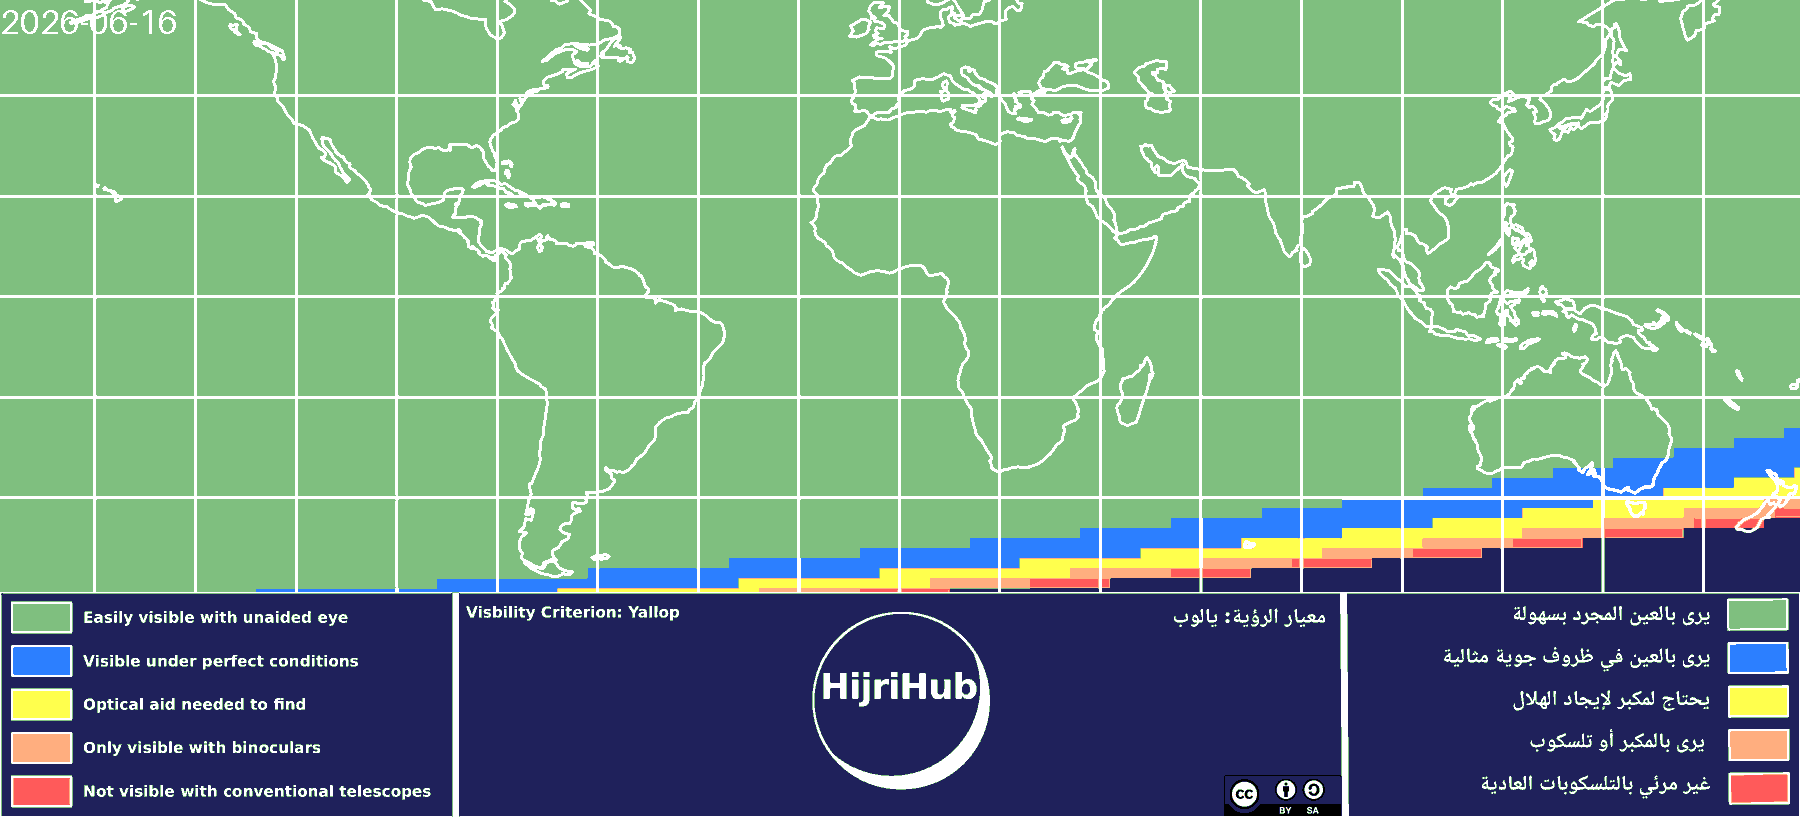 2026-06-16
Easily visible with unaided eye
Visible under perfect conditions
Optical aid needed to find
Only visible with binoculars
Not visible with conventional telescopes
Visbility Criterion: Yallop
معيار الرؤية: يالوب
HijriHub
cc
BY SA
يرى بالعين المجرد بسهولة
يرى بالعين في ظروف جوية مثالية
يحتاج لمكبر لإيجاد الهلال
يرى بالمكبر أو تلسكوب
غير مرئي بالتلسكوبات العادية